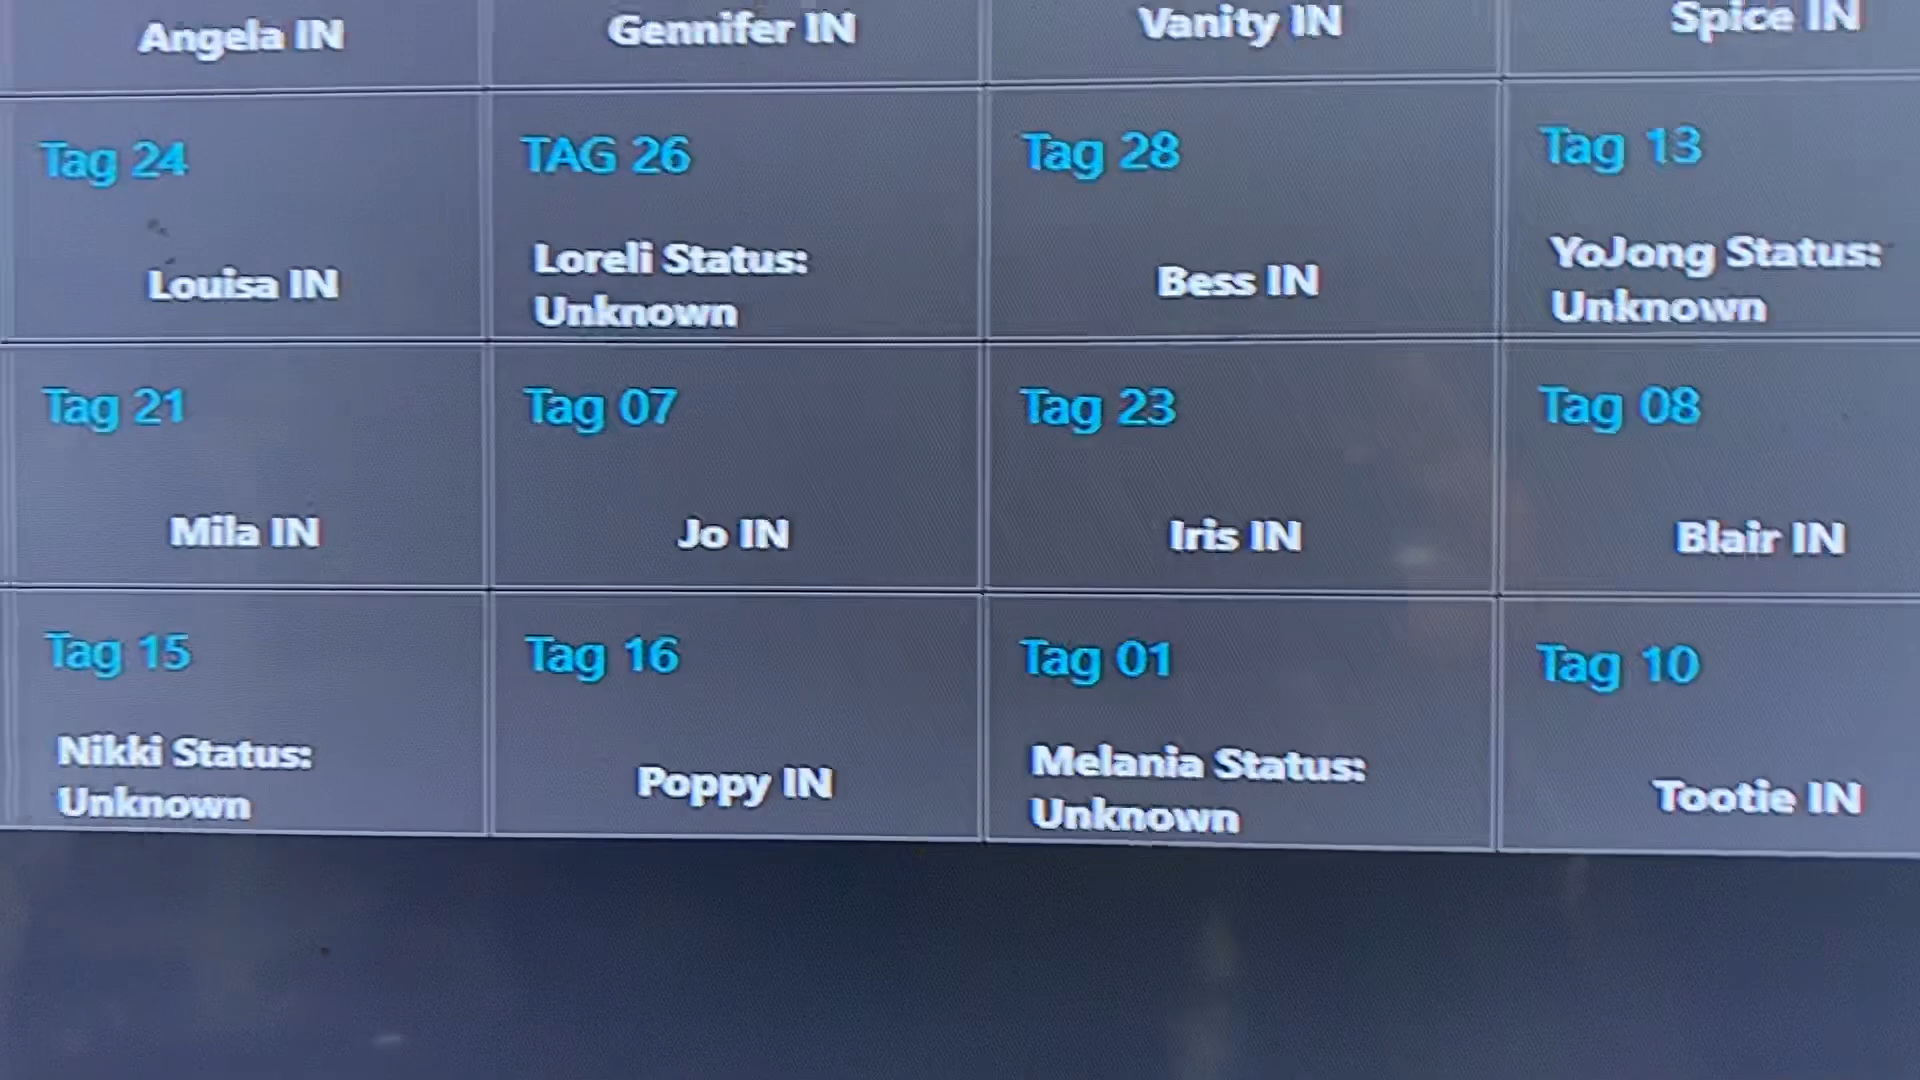 Angela IN
Gennifer IN
Vanity IN
Spice IN
Tag 24
TAG 26
Tag 28
Tag 13
Louisa IN
Loreli Status:
Unknown
Bess IN
YoJong Status:
Unknown
Tag 21
Tag 07
Tag 23
Tag 08
Mila IN
Jo IN
Iris IN
Blair IN
Tag 15
Tag 16
Tag 01
Tag 10
Nikki Status:
Unknown
Poppy IN
Melania Status:
Unknown
Tootie IN